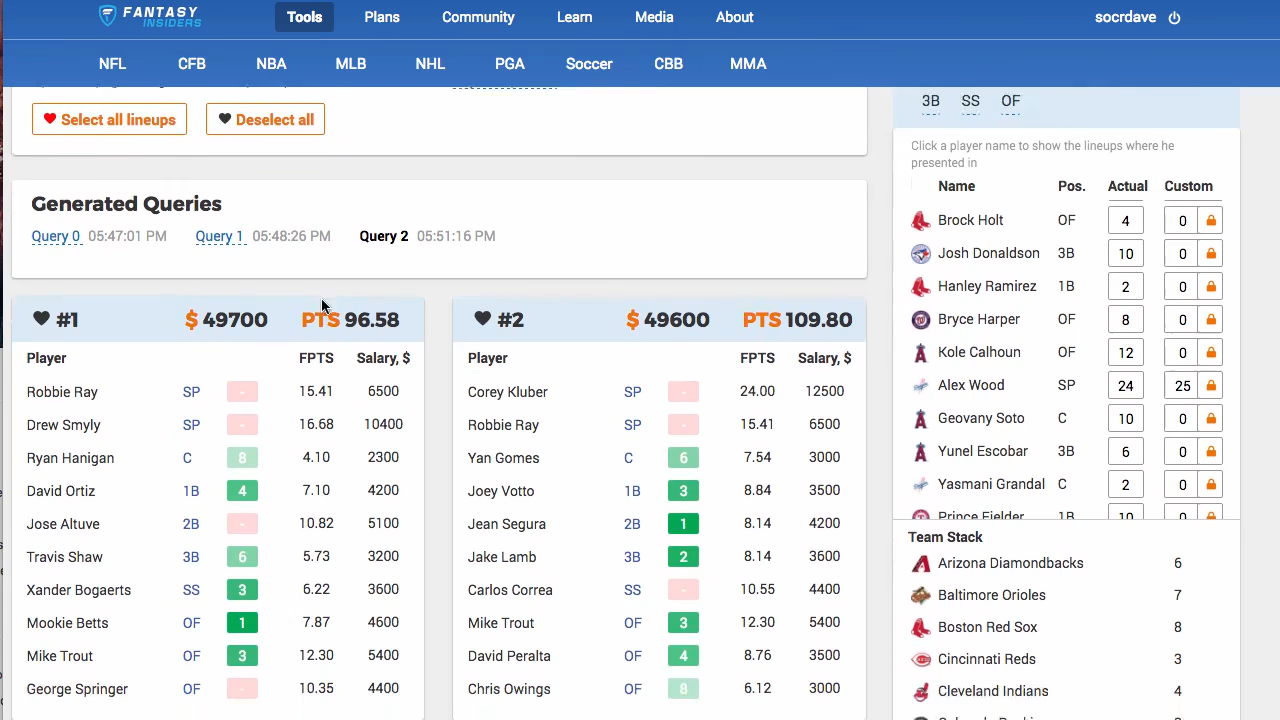 FANTASY
INSIDERS
Tools Plans Community Learn Media About socrdave
NFL CFB NBA MLB NHL PGA Soccer CBB MMA
Select all lineups Deselect all
Generated Queries
Query 0 05:47:01 PM Query 1 05:48:26 PM Query 2 05:51:16 PM
#1 $ 49700 PTS 96.58
Player FPTS Salary, $
Robbie Ray SP - 15.41 6500
Drew Smyly SP - 16.68 10400
Ryan Hanigan C 8 4.10 2300
David Ortiz 1B 4 7.10 4200
Jose Altuve 2B - 10.82 5100
Travis Shaw 3B 6 5.73 3200
Xander Bogaerts SS 3 6.22 3600
Mookie Betts OF 1 7.87 4600
Mike Trout OF 3 12.30 5400
George Springer OF - 10.35 4400
#2 $ 49600 PTS 109.80
Player FPTS Salary, $
Corey Kluber SP - 24.00 12500
Robbie Ray SP - 15.41 6500
Yan Gomes C 6 7.54 3000
Joey Votto 1B 3 8.84 3500
Jean Segura 2B 1 8.14 4200
Jake Lamb 3B 2 8.14 3600
Carlos Correa SS - 10.55 4400
Mike Trout OF 3 12.30 5400
David Peralta OF 4 8.76 3500
Chris Owings OF 8 6.12 3000
3B SS OF
Click a player name to show the lineups where he
presented in
Name Pos. Actual Custom
Brock Holt OF 4 0
Josh Donaldson 3B 10 0
Hanley Ramirez 1B 2 0
Bryce Harper OF 8 0
Kole Calhoun OF 12 0
Alex Wood SP 24 25
Geovany Soto C 10 0
Yunel Escobar 3B 6 0
Yasmani Grandal C 2 0
Prince Fielder 1B 10 0
Team Stack
Arizona Diamondbacks 6
Baltimore Orioles 7
Boston Red Sox 8
Cincinnati Reds 3
Cleveland Indians 4